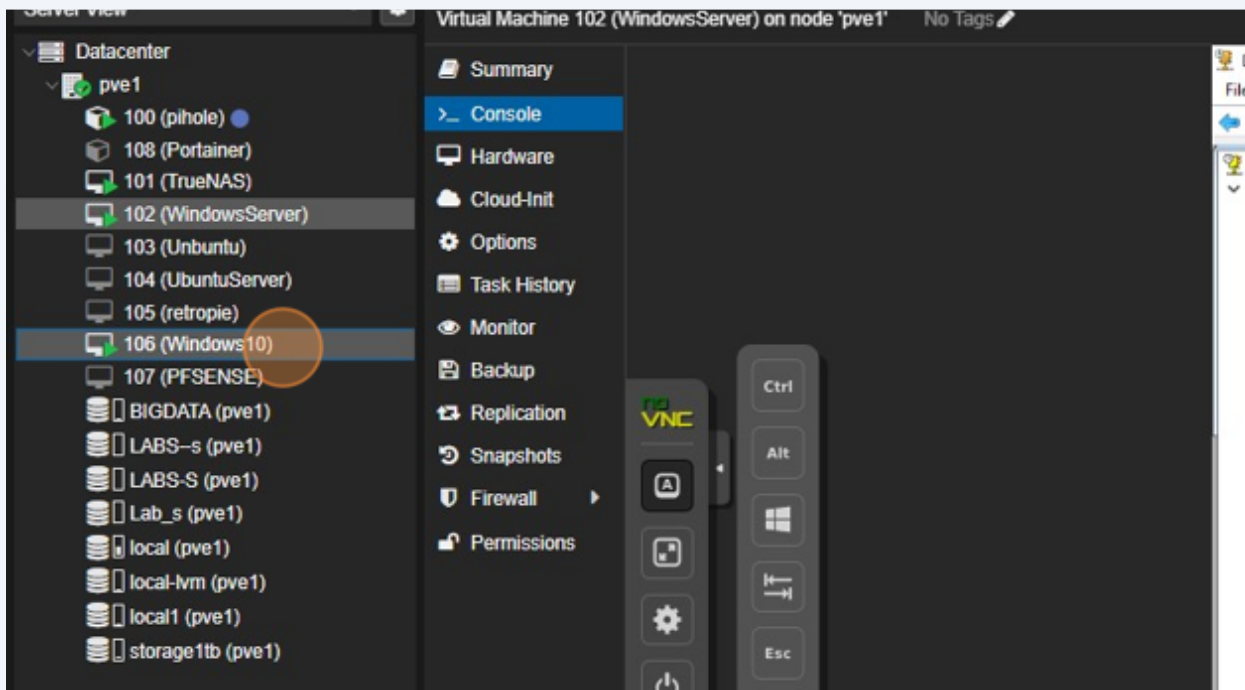 Server View
Virtual Machine 102 (WindowsServer) on node 'pve1' No Tags
Datacenter
pve1
100 (pihole)
108 (Portainer)
101 (TrueNAS)
102 (WindowsServer)
103 (Unbuntu)
104 (UbuntuServer)
105 (retropie)
106 (Windows10)
107 (PFSENSE)
BIGDATA (pve1)
LABS--s (pve1)
LABS-S (pve1)
Lab_s (pve1)
local (pve1)
local-lvm (pve1)
local1 (pve1)
storage1tb (pve1)
Summary
Console
Hardware
Cloud-Init
Options
Task History
Monitor
Backup
Replication
Snapshots
Firewall
Permissions
no
VNC
A
Ctrl
Alt
Esc